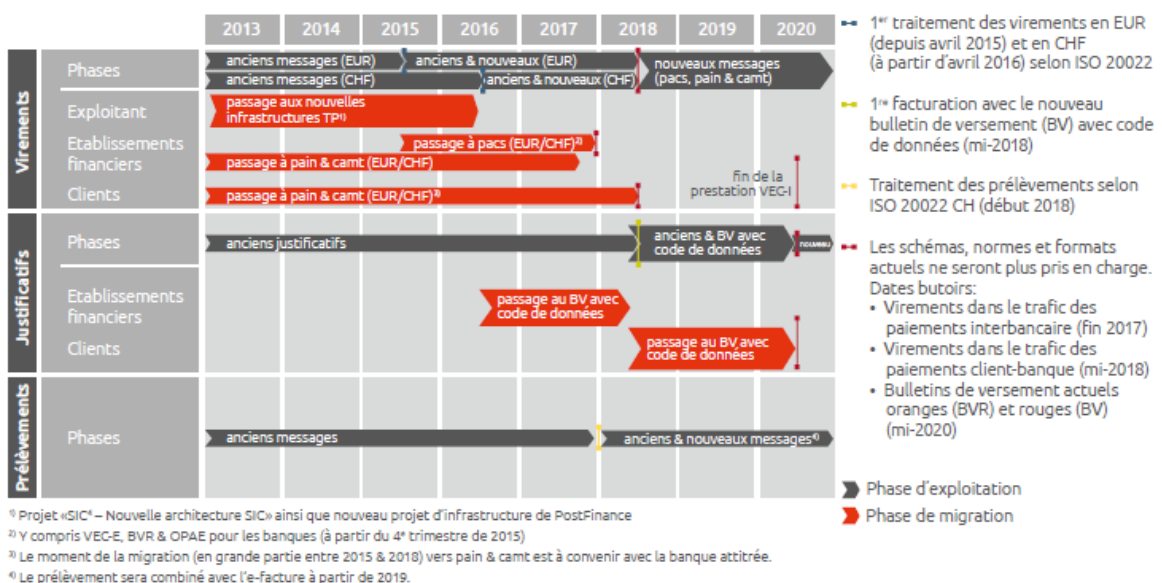 2013 2014 2015 2016 2017 2018 2019 2020
Virements
Phases
anciens messages (EUR)
anciens & nouveaux (EUR)
anciens messages (CHF)
anciens & nouveaux (CHF)
nouveaux messages
(pacs, pain & camt)
Exploitant
passage aux nouvelles
infrastructures TP¹⁾
Etablissements
financiers
passage à pacs (EUR/CHF)²⁾
passage à pain & camt (EUR/CHF)
Clients
passage à pain & camt (EUR/CHF)³⁾
fin de la
prestation VEC-I
Justificatifs
Phases
anciens justificatifs
anciens & BV avec
code de données
nouveau
Etablissements
financiers
passage au BV avec
code de données
Clients
passage au BV avec
code de données
Prélèvements
Phases
anciens messages
anciens & nouveaux messages⁴⁾
1ᵉʳ traitement des virements en EUR
(depuis avril 2015) et en CHF
(à partir d'avril 2016) selon ISO 20022
1ʳᵉ facturation avec le nouveau
bulletin de versement (BV) avec code
de données (mi-2018)
Traitement des prélèvements selon
ISO 20022 CH (début 2018)
Les schémas, normes et formats
actuels ne seront plus pris en charge.
Dates butoirs:
• Virements dans le trafic des
paiements interbancaire (fin 2017)
• Virements dans le trafic des
paiements client-banque (mi-2018)
• Bulletins de versement actuels
oranges (BVR) et rouges (BV)
(mi-2020)
Phase d'exploitation
Phase de migration
¹⁾ Projet «SIC⁴ – Nouvelle architecture SIC» ainsi que nouveau projet d'infrastructure de PostFinance
²⁾ Y compris VEC-E, BVR & OPAE pour les banques (à partir du 4ᵉ trimestre de 2015)
³⁾ Le moment de la migration (en grande partie entre 2015 & 2018) vers pain & camt est à convenir avec la banque attitrée.
⁴⁾ Le prélèvement sera combiné avec l'e-facture à partir de 2019.